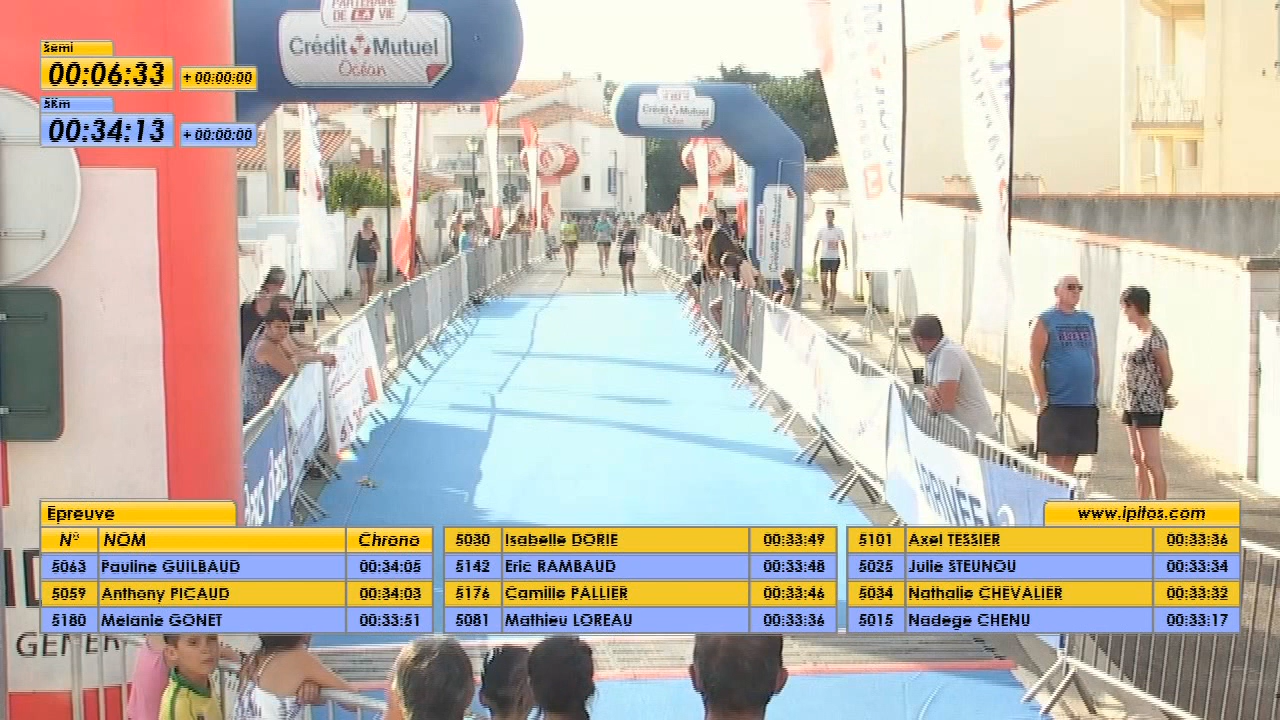 PARTENAIRE
DE LA VIE
Crédit Mutuel
Océan
Crédit Mutuel
Océan
semi
00:06:33 + 00:00:00
5Km
00:34:13 + 00:00:00
ARRIVÉE
Epreuve www.ipitos.com
N° NOM Chrono
5063 Pauline GUILBAUD 00:34:05
5059 Anthony PICAUD 00:34:03
5180 Mélanie GONET 00:33:51
5030 Isabelle DORIE 00:33:49
5142 Eric RAMBAUD 00:33:48
5176 Camille PALLIER 00:33:46
5081 Mathieu LOREAU 00:33:36
5101 Axel TESSIER 00:33:36
5025 Julie STEUNOU 00:33:34
5034 Nathalie CHEVALIER 00:33:32
5015 Nadege CHENU 00:33:17